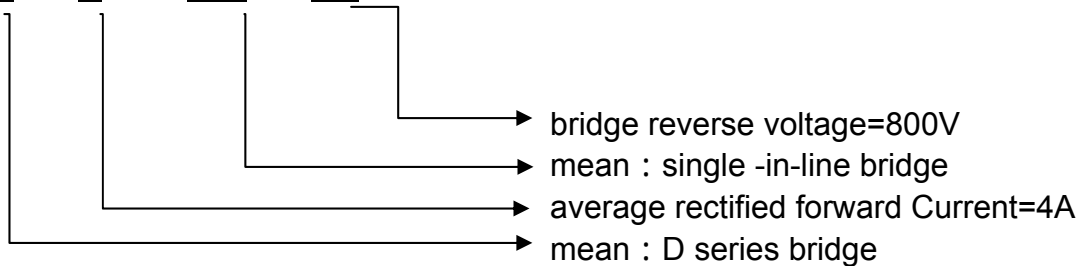 bridge reverse voltage=800V
mean：single -in-line bridge
average rectified forward Current=4A
mean：D series bridge